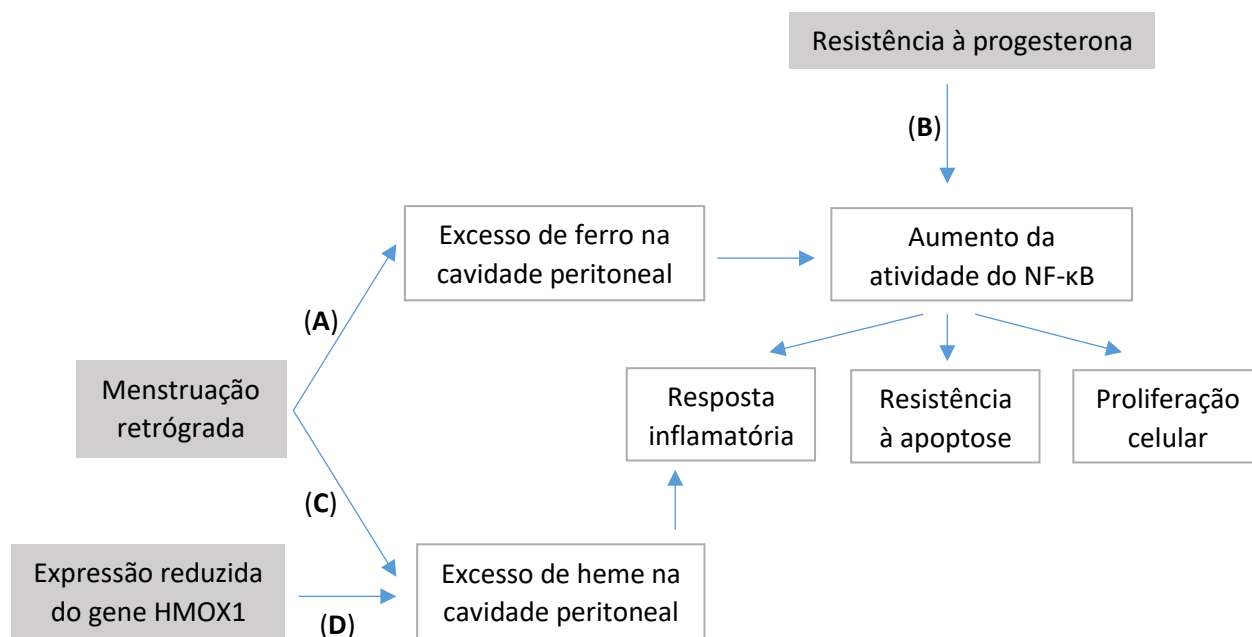 Resistência à progesterona
(B)
Excesso de ferro na
cavidade peritoneal
Aumento da
atividade do NF-κB
(A)
Menstruação
retrógrada
Resposta
inflamatória
Resistência
à apoptose
Proliferação
celular
(C)
Expressão reduzida
do gene HMOX1
(D)
Excesso de heme na
cavidade peritoneal